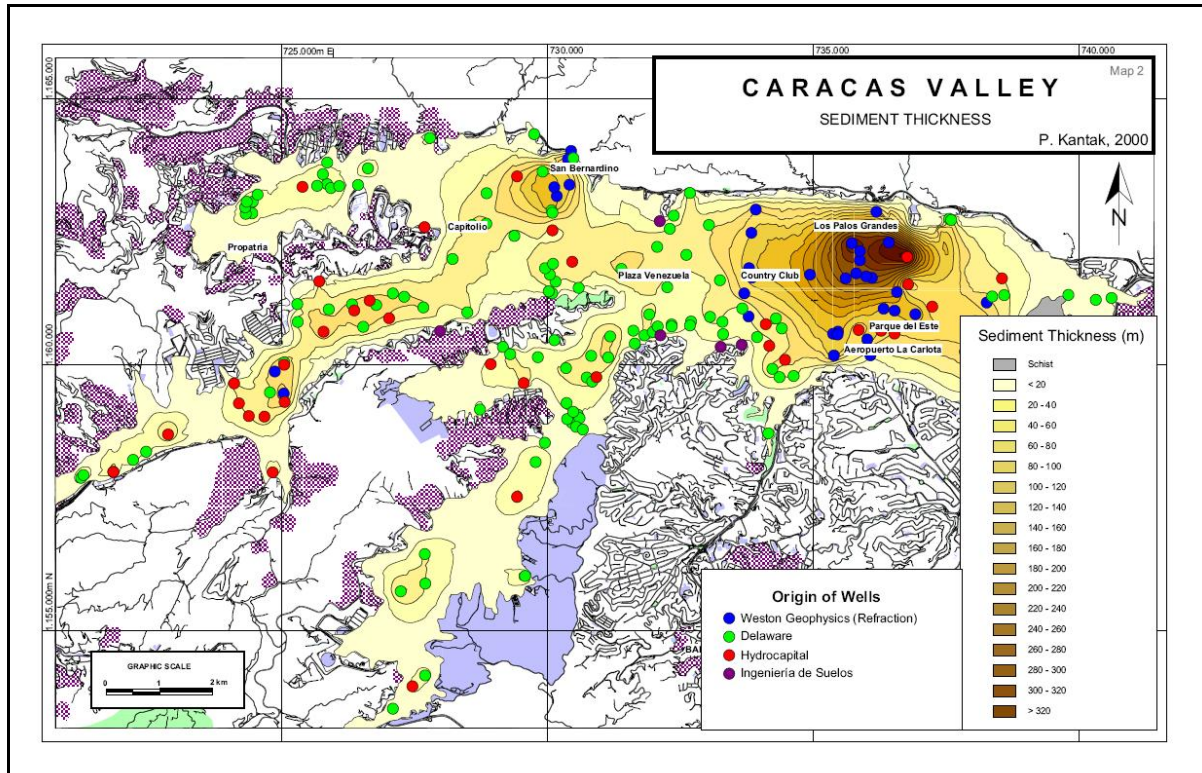 Map 2
CARACAS VALLEY
SEDIMENT THICKNESS
P. Kantak, 2000
725.000m E
730.000
735.000
740.000
1.165.000
1.160.000
1.155.000m N
N
San Bernardino
Los Palos Grandes
Capitolio
Propatria
Plaza Venezuela
Country Club
Parque del Este
Aeropuerto La Carlota
Sediment Thickness (m)
Schist
< 20
20 - 40
40 - 60
60 - 80
80 - 100
100 - 120
120 - 140
140 - 160
160 - 180
180 - 200
200 - 220
220 - 240
240 - 260
260 - 280
280 - 300
300 - 320
> 320
Origin of Wells
Weston Geophysics (Refraction)
Delaware
Hydrocapital
Ingenieria de Suelos
GRAPHIC SCALE
0 1 2 km